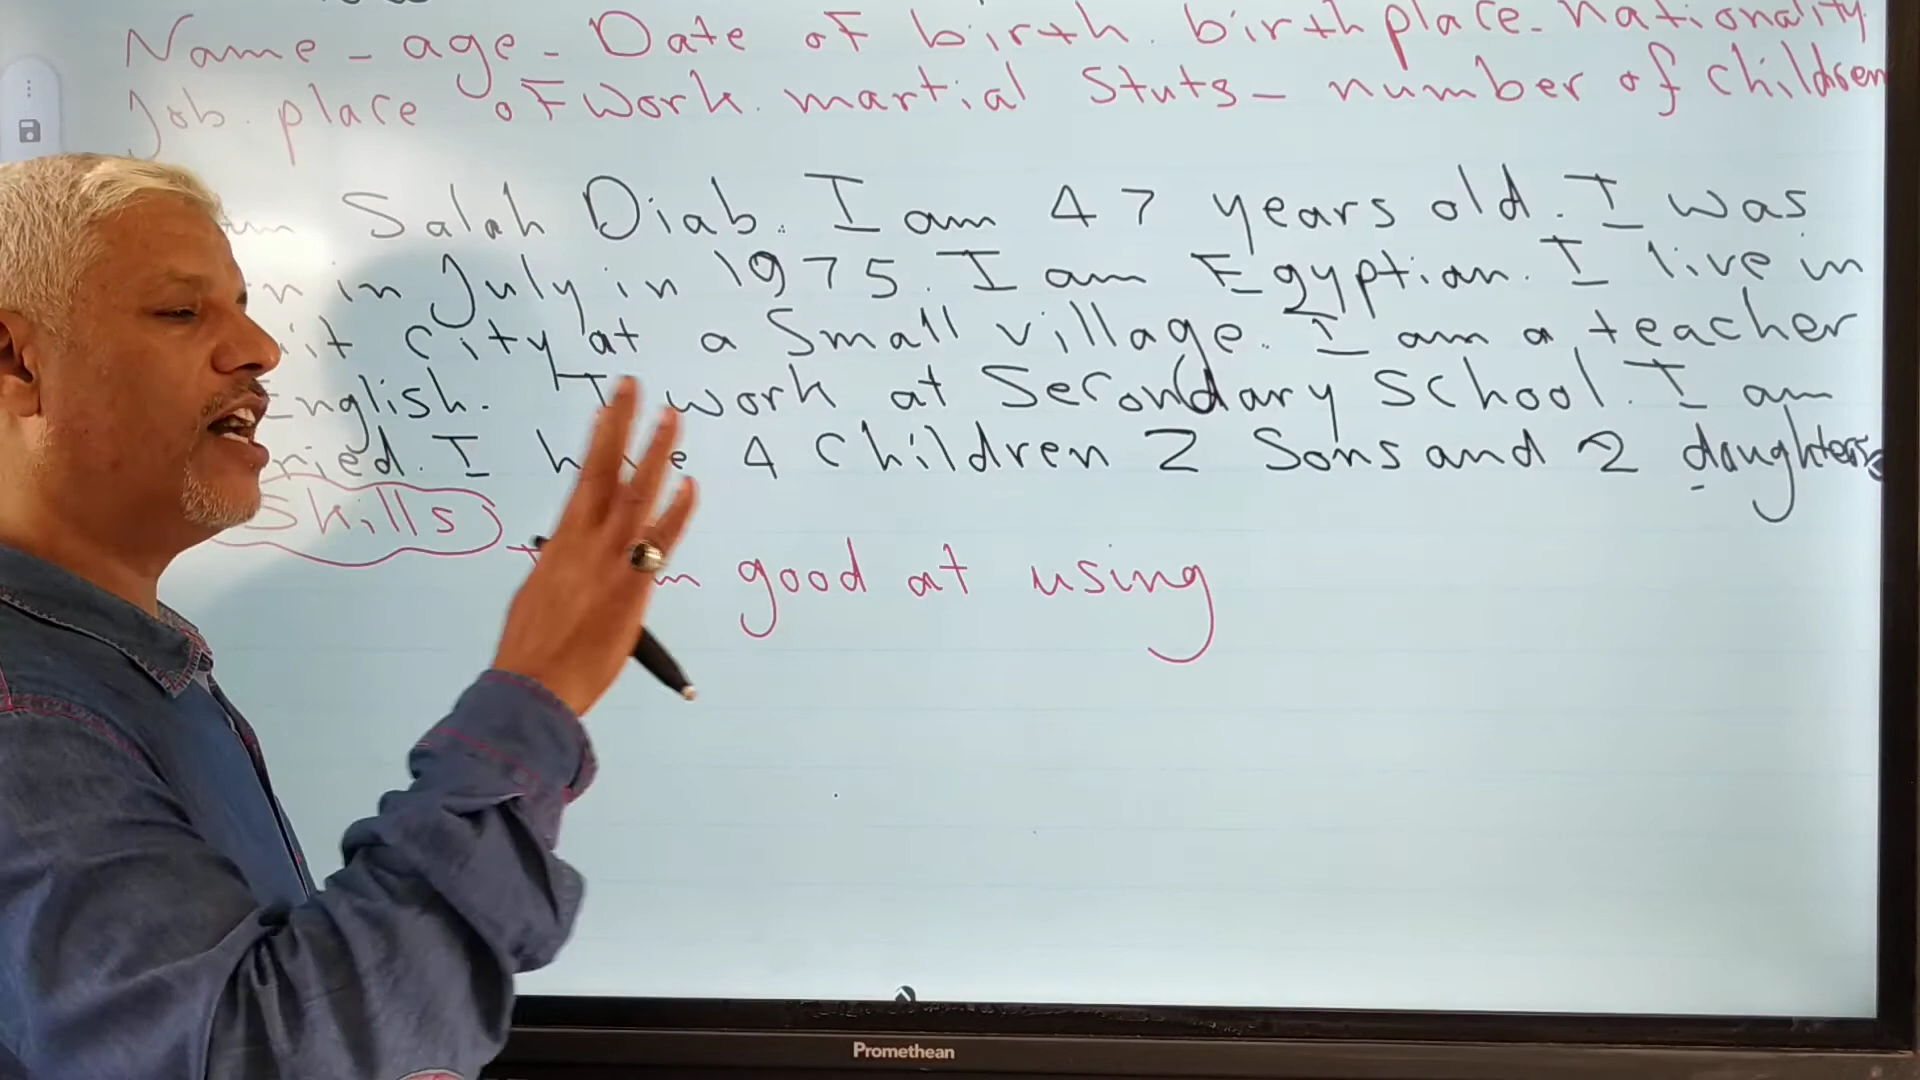 Name - age - Date of birth. birth place - nationality
Job. place of work. martial Stuts - number of children
Salah Diab. I am 47 years old. I was
in July in 1975. I am Egyptian. I live in
city at a Small village. I am a teacher
English. I work at Secondary School. I am
I have 4 children 2 Sons and 2 daughters
Skills
good at using
Promethean